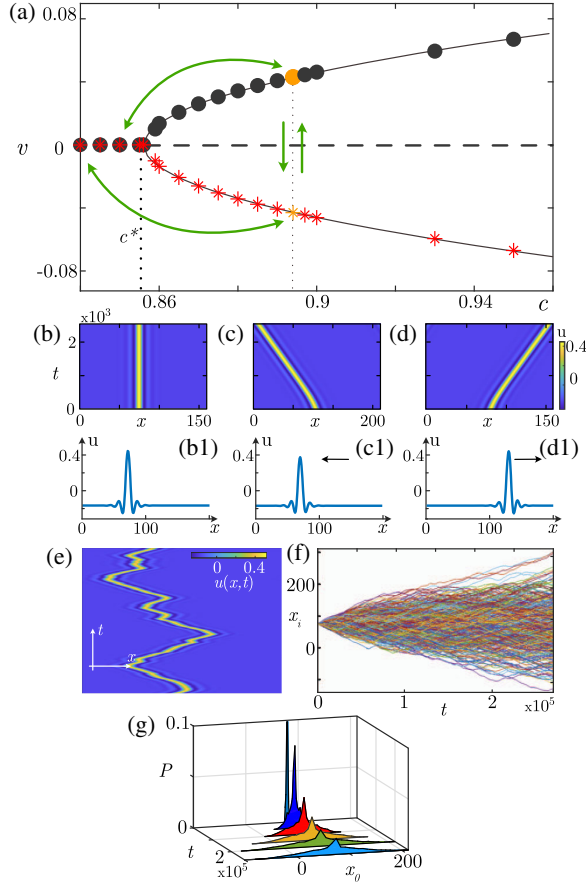 (a)
0.08
v
0
c*
-0.08
0.86
0.9
0.94
c
(b)
(c)
(d)
x10³
2
t
0
0
x
150
0
x
200
0
x
150
u
0.4
0
(b1)
(c1)
(d1)
u
u
u
0.4
0.4
0.4
0
0
0
0
100
x
0
100
x
0
100
x
(e)
0
0.4
u(x,t)
t
x
(f)
200
x_i
0
0
1
2
t
x10⁵
(g)
0.1
P
0
t
2
x10⁵
0
x_0
200